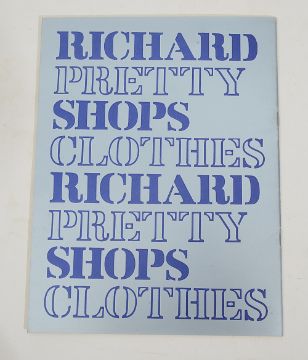 RICHARD
PRETTY
SHOPS
CLOTHES
RICHARD
PRETTY
SHOPS
CLOTHES